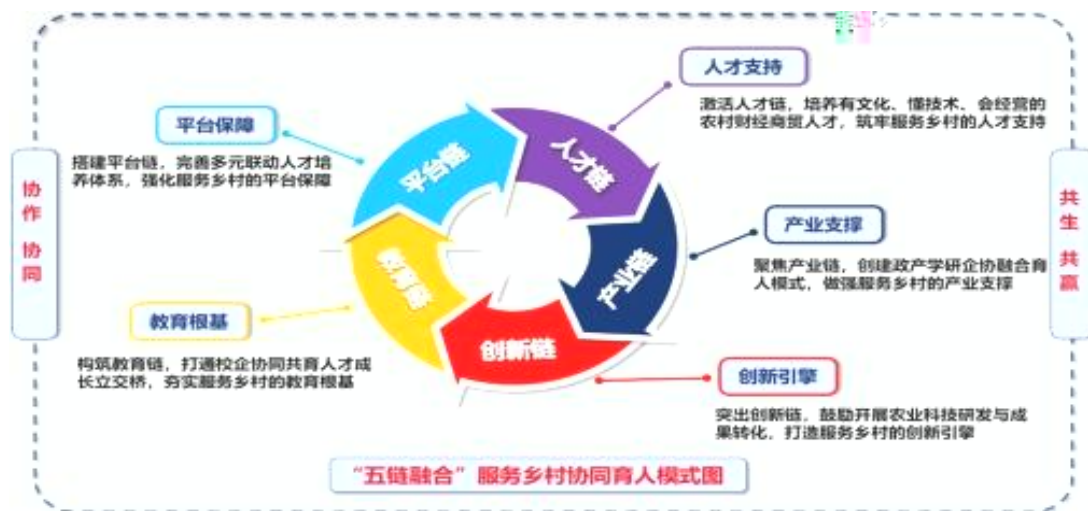 人才支持
激活人才链，培养有文化、懂技术、会经营的
农村财经商贸人才，筑牢服务乡村的人才支持
平台保障
搭建平台链，完善多元联动人才培
养体系，强化服务乡村的平台保障
平台链
人才链
协作 协同
共生 共赢
产业支撑
聚焦产业链，创建政产学研企协融合育
人模式，做强服务乡村的产业支撑
产业链
教育链
创新链
教育根基
构筑教育链，打通校企协同共育人才成
长立交桥，夯实服务乡村的教育根基
创新引擎
突出创新链，鼓励开展农业科技研发与成
果转化，打造服务乡村的创新引擎
“五链融合”服务乡村协同育人模式图